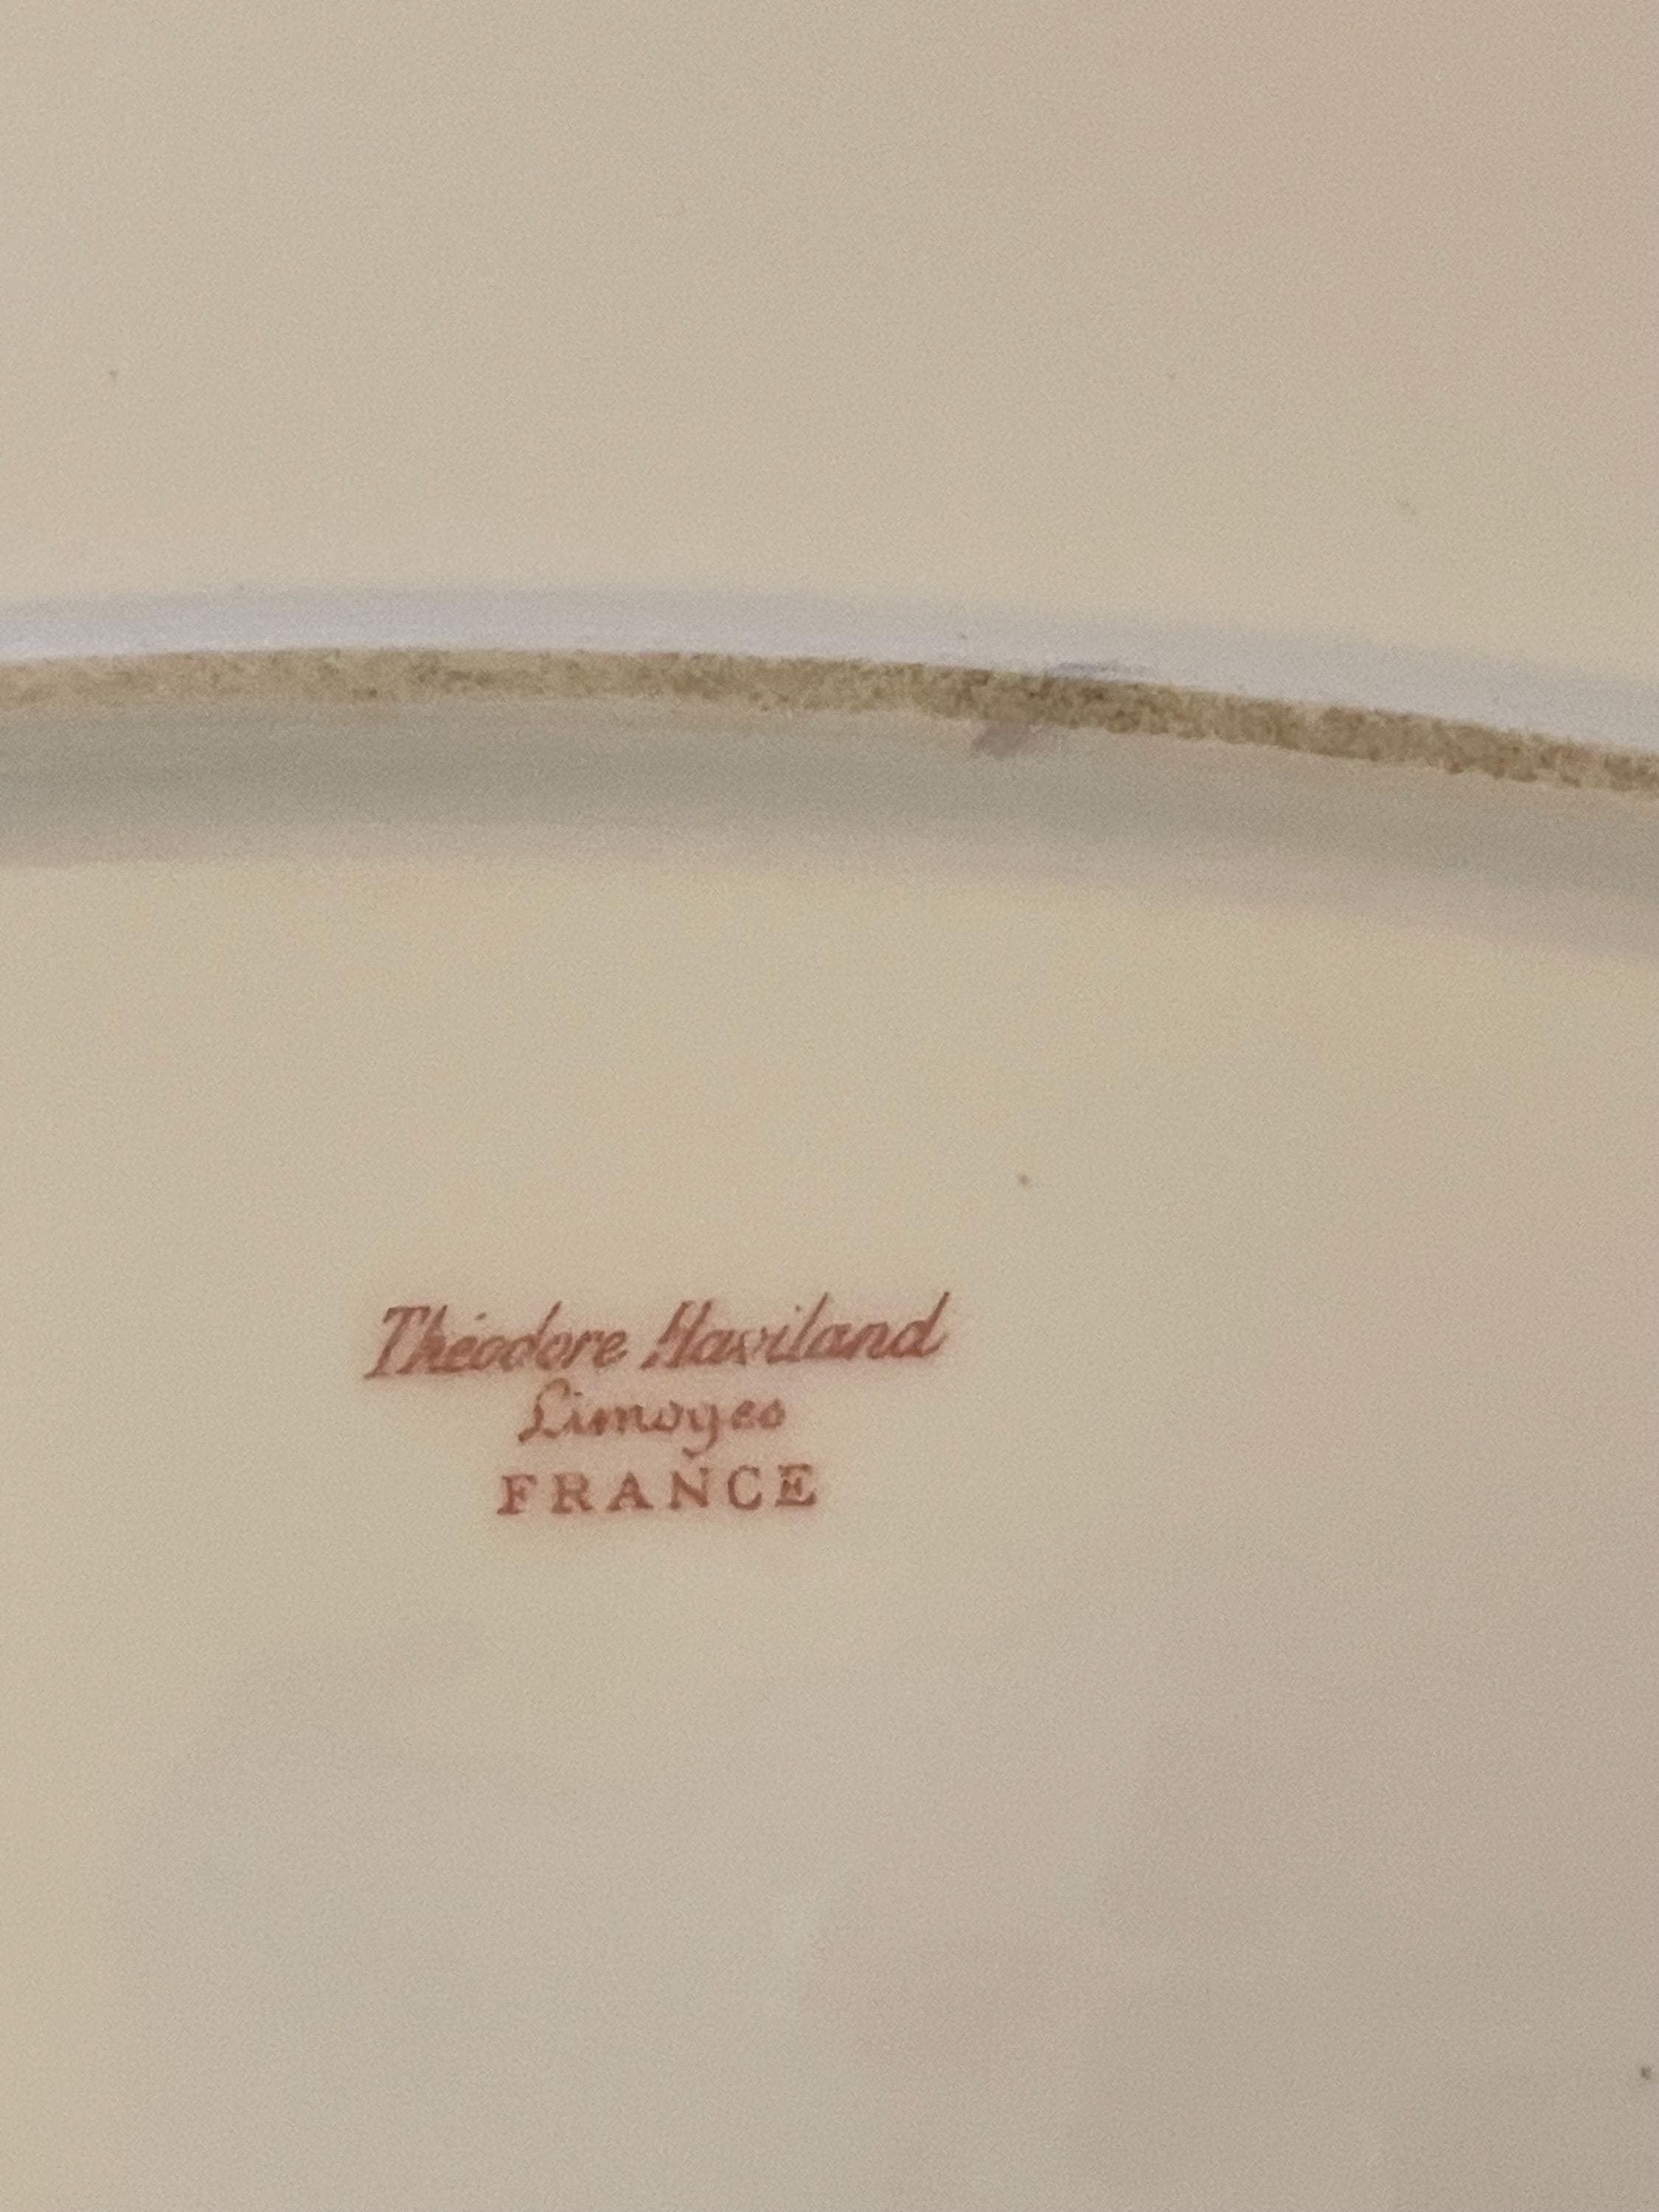 Théodore Haviland
Limoges
FRANCE